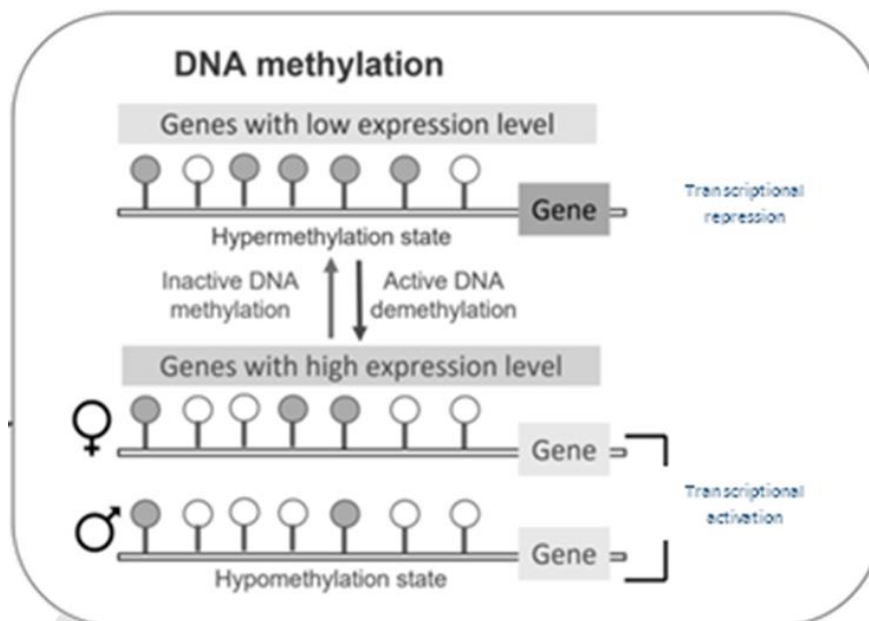 DNA methylation
Genes with low expression level
Gene
Transcriptional
repression
Hypermethylation state
Inactive DNA
methylation
Active DNA
demethylation
Genes with high expression level
Gene
Transcriptional
activation
Gene
Hypomethylation state